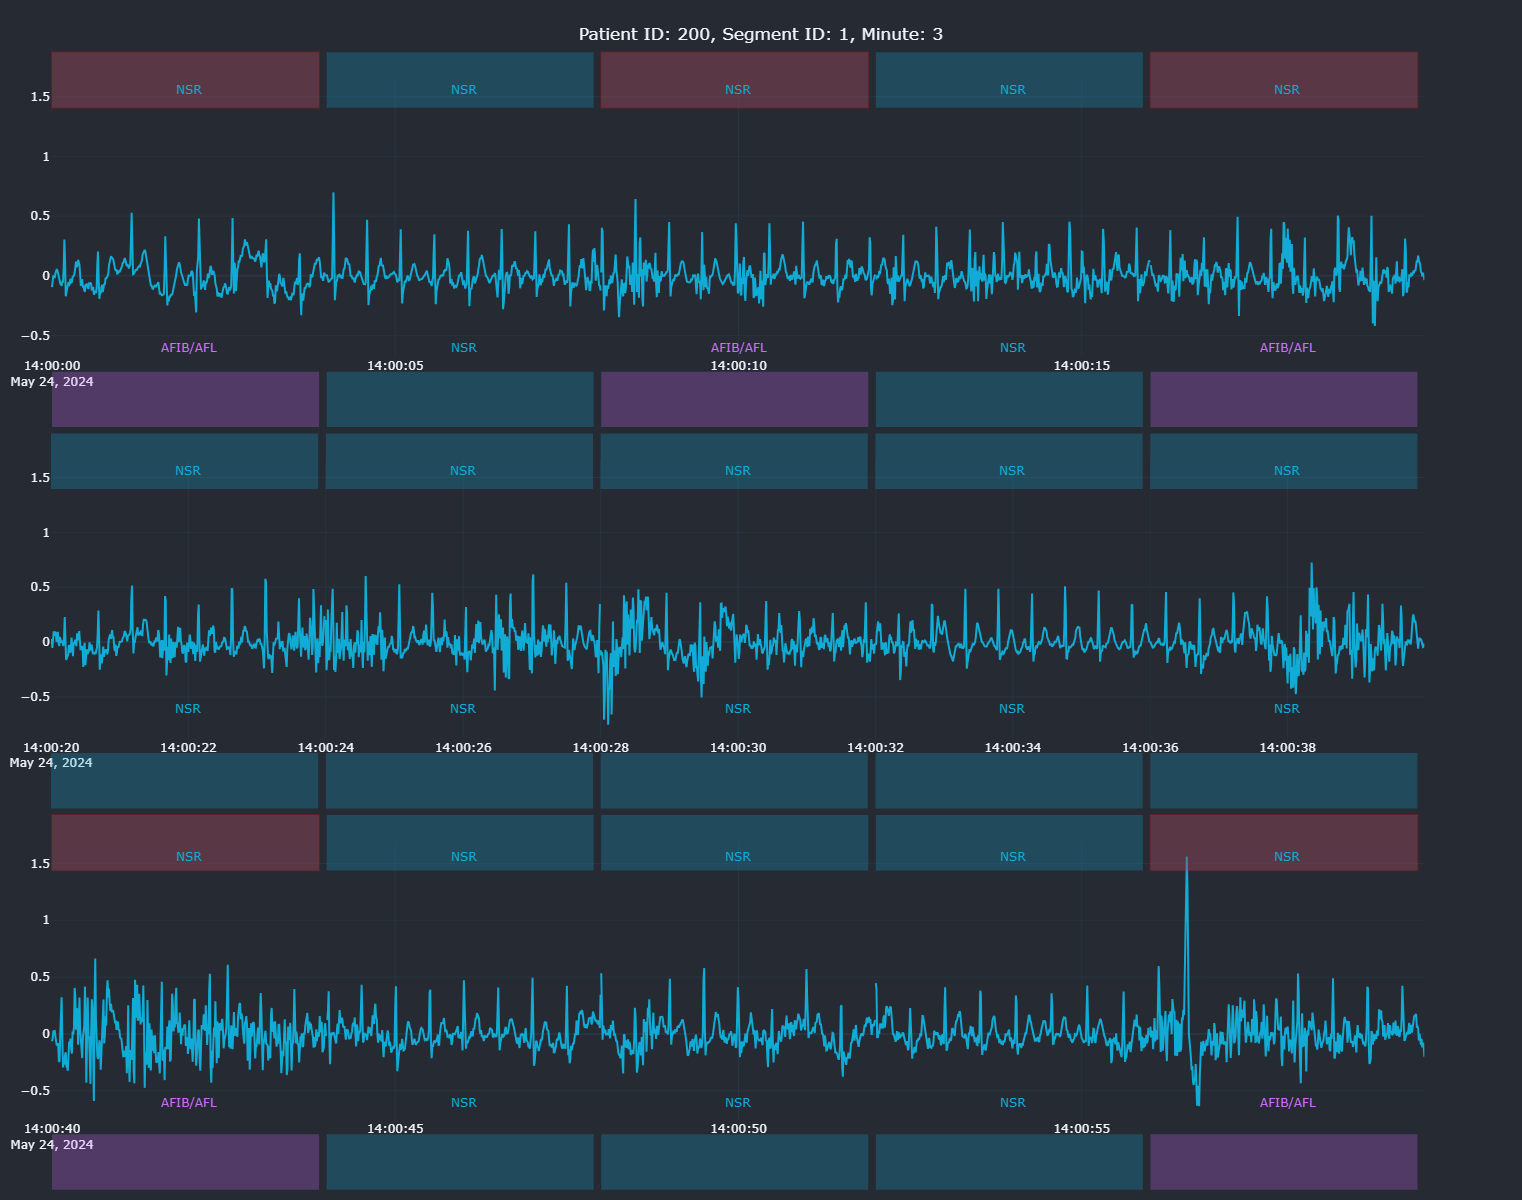 Patient ID: 200, Segment ID: 1, Minute: 3
NSR NSR NSR NSR NSR
1.5
1
0.5
0
−0.5
AFIB/AFL NSR AFIB/AFL NSR AFIB/AFL
14:00:00 14:00:05 14:00:10 14:00:15
May 24, 2024
NSR NSR NSR NSR NSR
1.5
1
0.5
0
−0.5
NSR NSR NSR NSR NSR
14:00:20 14:00:22 14:00:24 14:00:26 14:00:28 14:00:30 14:00:32 14:00:34 14:00:36 14:00:38
May 24, 2024
NSR NSR NSR NSR NSR
1.5
1
0.5
0
−0.5
AFIB/AFL NSR NSR NSR AFIB/AFL
14:00:40 14:00:45 14:00:50 14:00:55
May 24, 2024